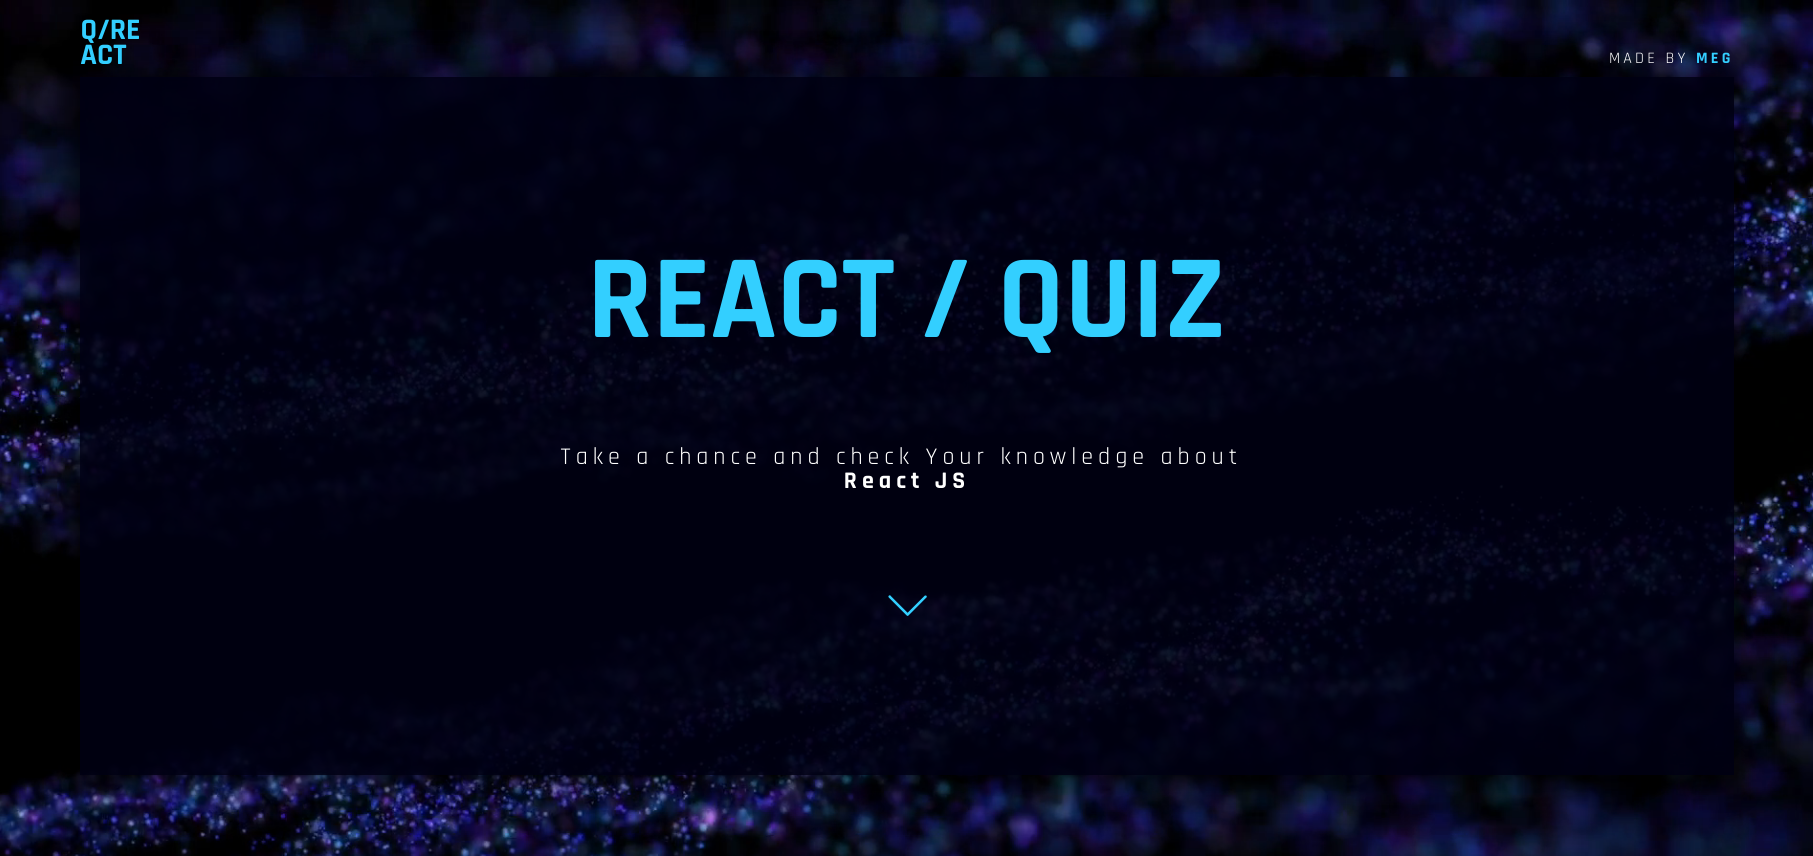 Q/RE
ACT
MADE BY MEG
REACT / QUIZ
Take a chance and check Your knowledge about
React JS